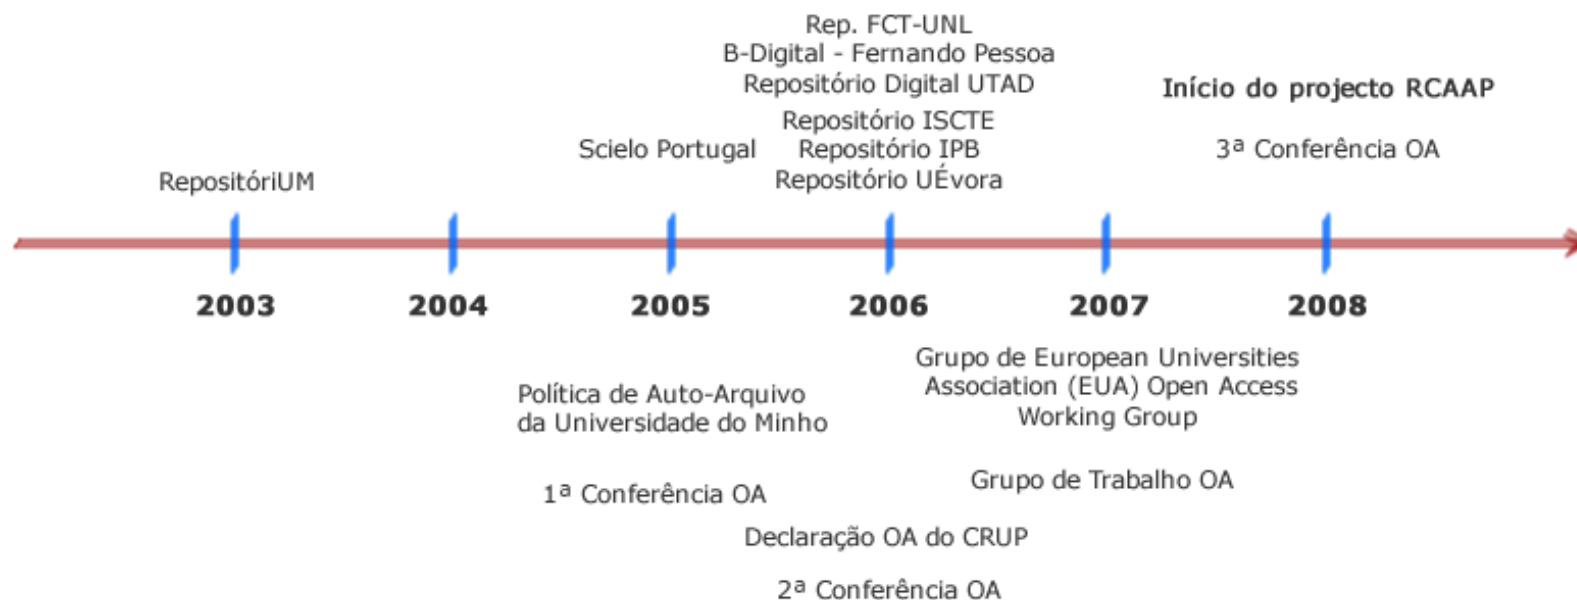 Rep. FCT-UNL
B-Digital - Fernando Pessoa
Repositório Digital UTAD
Início do projecto RCAAP
Repositório ISCTE
Scielo Portugal
Repositório IPB
3ª Conferência OA
RepositóriUM
Repositório UÉvora
2003
2004
2005
2006
2007
2008
Política de Auto-Arquivo
da Universidade do Minho
1ª Conferência OA
Declaração OA do CRUP
2ª Conferência OA
Grupo de European Universities
Association (EUA) Open Access
Working Group
Grupo de Trabalho OA